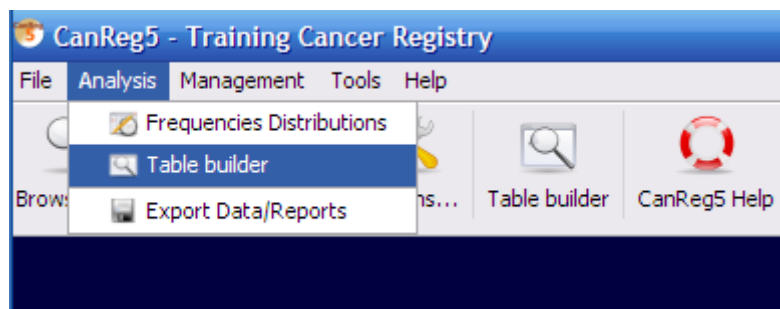 CanReg5 - Training Cancer Registry
File Analysis Management Tools Help
Frequencies Distributions
Table builder
Export Data/Reports
Table builder CanReg5 Help